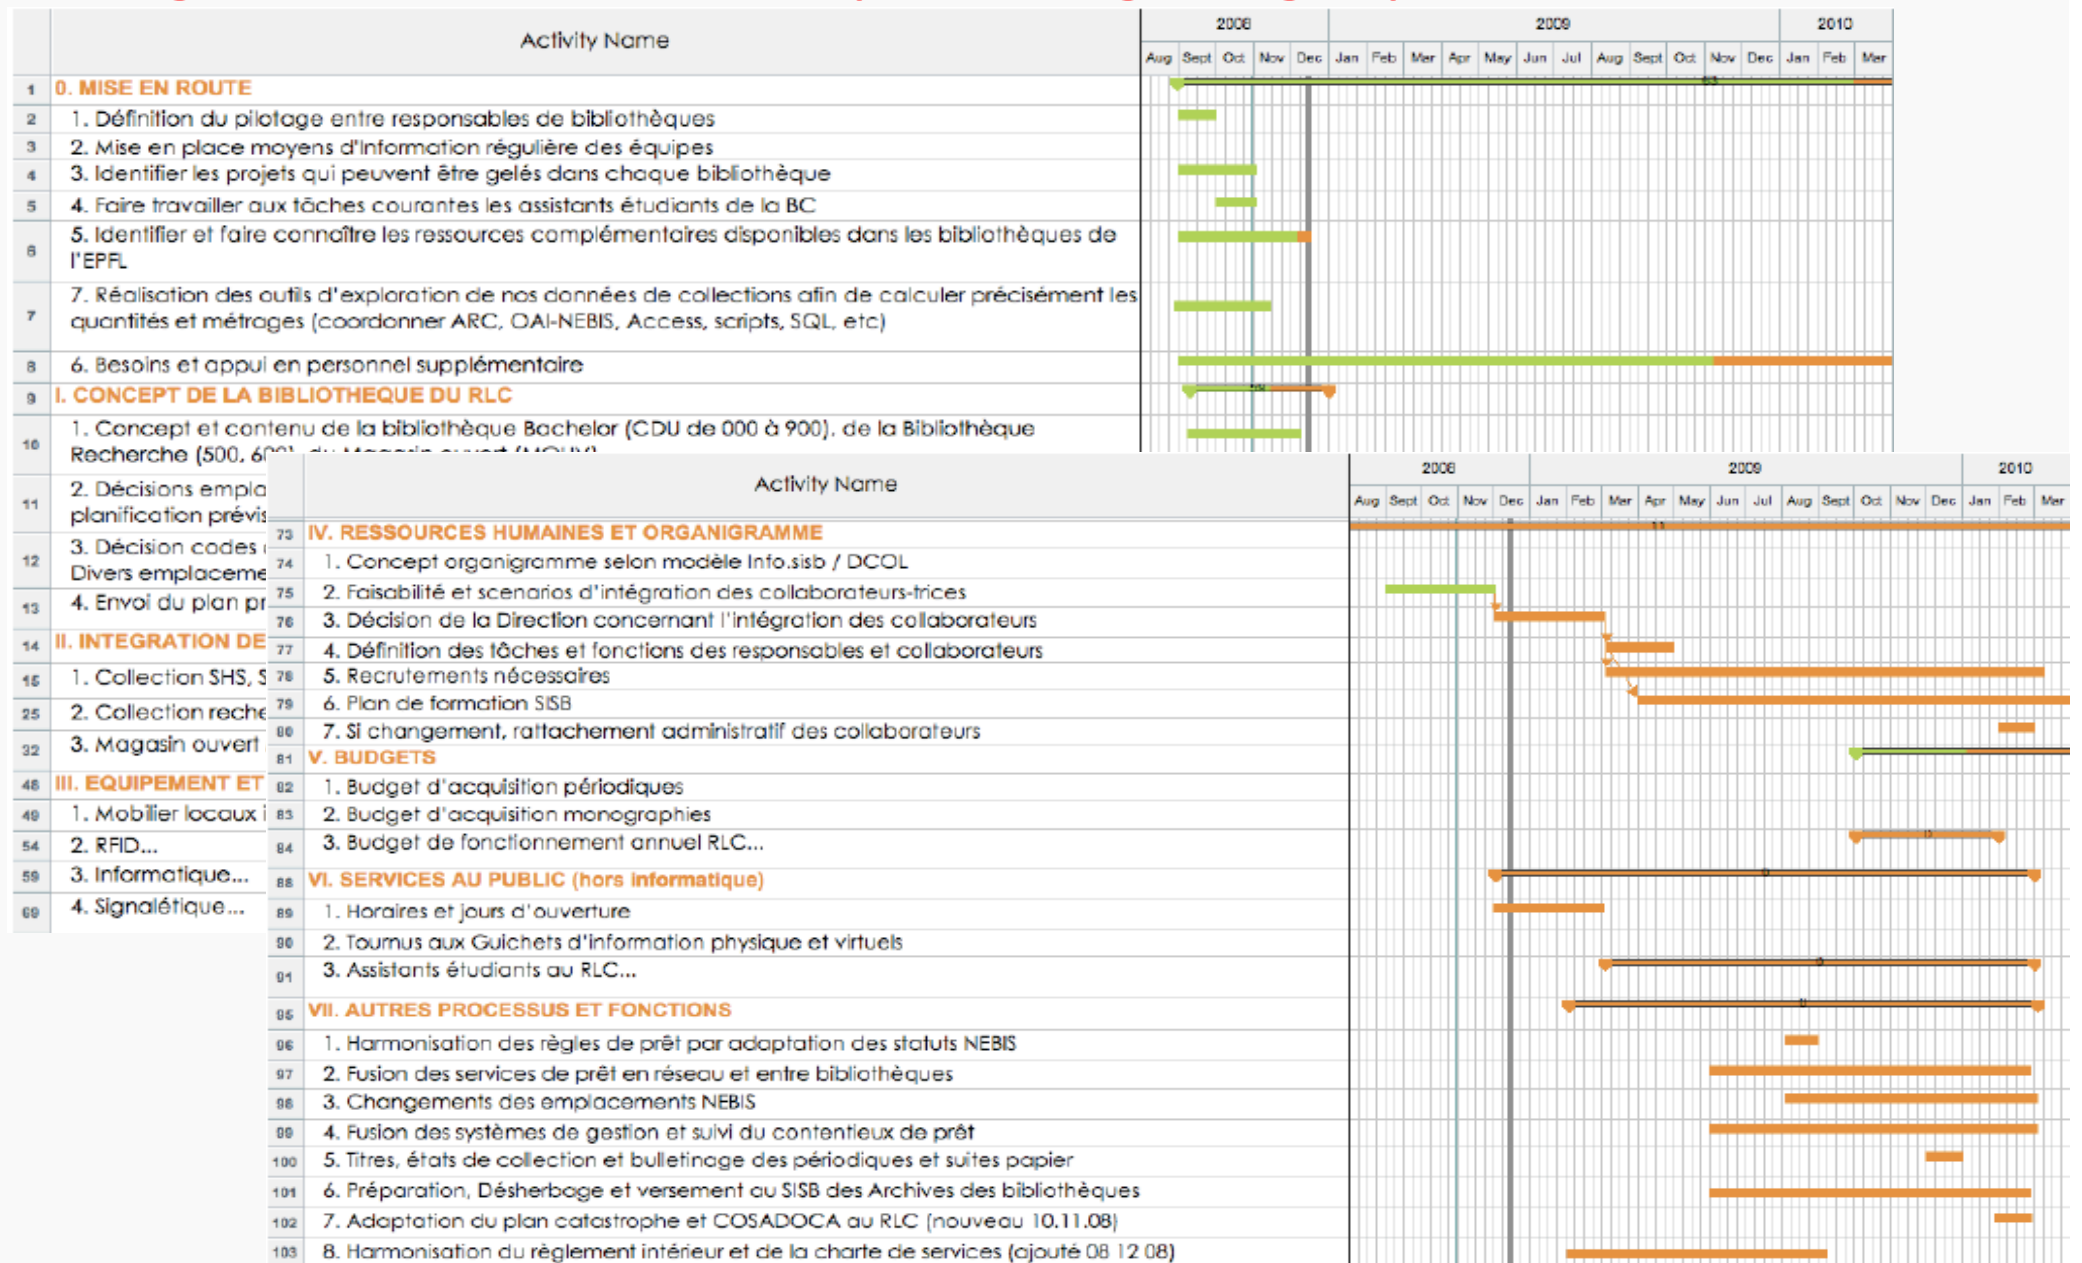 Activity Name
2008 2009 2010
Aug Sept Oct Nov Dec Jan Feb Mar Apr May Jun Jul Aug Sept Oct Nov Dec Jan Feb Mar
1 0. MISE EN ROUTE
2 1. Définition du pilotage entre responsables de bibliothèques
3 2. Mise en place moyens d'Information régulière des équipes
4 3. Identifier les projets qui peuvent être gelés dans chaque bibliothèque
5 4. Faire travailler aux tâches courantes les assistants étudiants de la BC
6 5. Identifier et faire connaître les ressources complémentaires disponibles dans les bibliothèques de
l'EPFL
7 7. Réalisation des outils d'exploration de nos données de collections afin de calculer précisément les
quantités et métrages (coordonner ARC, OAI-NEBIS, Access, scripts, SQL, etc)
8 6. Besoins et appui en personnel supplémentaire
9 I. CONCEPT DE LA BIBLIOTHEQUE DU RLC
10 1. Concept et contenu de la bibliothèque Bachelor (CDU de 000 à 900), de la Bibliothèque
Recherche (500, 600), du Magasin ouvert (MOUV)
11 2. Décisions empla
planification prévis
12 3. Décision codes
Divers emplaceme
13 4. Envoi du plan pr
14 II. INTEGRATION DE
15 1. Collection SHS, S
25 2. Collection reche
32 3. Magasin ouvert
48 III. EQUIPEMENT ET
49 1. Mobilier locaux i
54 2. RFID...
59 3. Informatique...
69 4. Signalétique...
Activity Name
2008 2009 2010
Aug Sept Oct Nov Dec Jan Feb Mar Apr May Jun Jul Aug Sept Oct Nov Dec Jan Feb Mar
73 IV. RESSOURCES HUMAINES ET ORGANIGRAMME
11
74 1. Concept organigramme selon modèle Info.sisb / DCOL
75 2. Faisabilité et scenarios d'intégration des collaborateurs-trices
76 3. Décision de la Direction concernant l'intégration des collaborateurs
77 4. Définition des tâches et fonctions des responsables et collaborateurs
78 5. Recrutements nécessaires
79 6. Plan de formation SISB
80 7. Si changement, rattachement administratif des collaborateurs
81 V. BUDGETS
82 1. Budget d'acquisition périodiques
83 2. Budget d'acquisition monographies
84 3. Budget de fonctionnement annuel RLC...
88 VI. SERVICES AU PUBLIC (hors informatique)
89 1. Horaires et jours d'ouverture
90 2. Tournus aux Guichets d'information physique et virtuels
91 3. Assistants étudiants au RLC...
95 VII. AUTRES PROCESSUS ET FONCTIONS
96 1. Harmonisation des règles de prêt par adaptation des statuts NEBIS
97 2. Fusion des services de prêt en réseau et entre bibliothèques
98 3. Changements des emplacements NEBIS
99 4. Fusion des systèmes de gestion et suivi du contentieux de prêt
100 5. Titres, états de collection et bulletinage des périodiques et suites papier
101 6. Préparation, Désherbage et versement au SISB des Archives des bibliothèques
102 7. Adaptation du plan catastrophe et COSADOCA au RLC (nouveau 10.11.08)
103 8. Harmonisation du règlement intérieur et de la charte de services (ajouté 08 12 08)